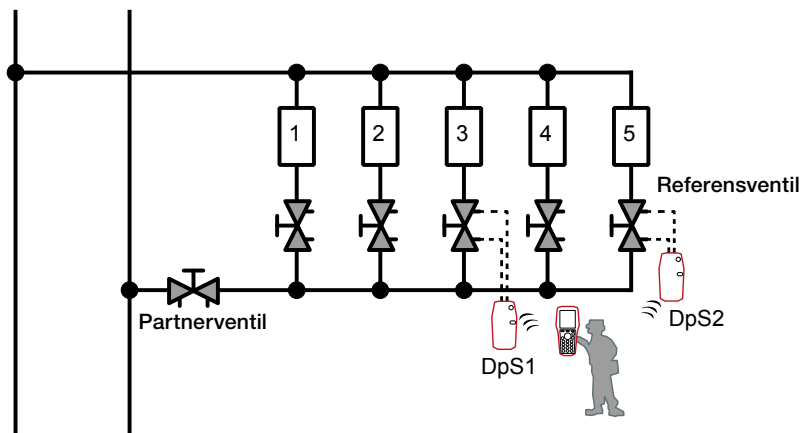 1 2 3 4 5
Referensventil
Partnerventil
DpS1
DpS2